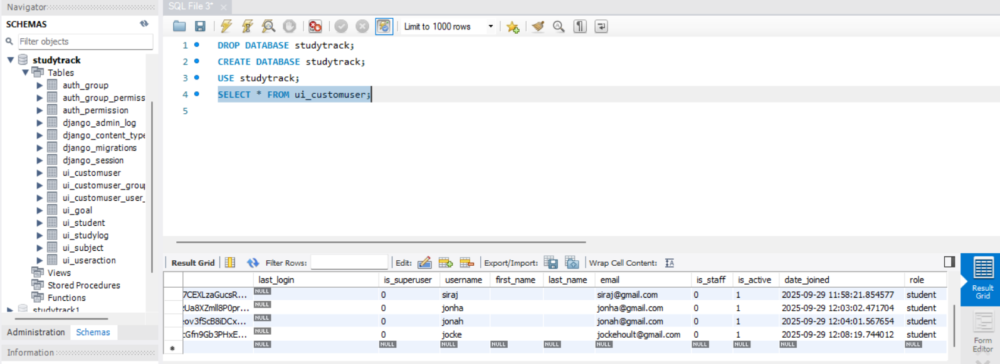 Navigator
SCHEMAS
Filter objects
studytrack
Tables
auth_group
auth_group_permiss
auth_permission
django_admin_log
django_content_type
django_migrations
django_session
ui_customuser
ui_customuser_grou
ui_customuser_user_
ui_goal
ui_student
ui_studylog
ui_subject
ui_useraction
Views
Stored Procedures
Functions
studytrack1
Administration Schemas
Information
SQL File 3* ×
Limit to 1000 rows
1 DROP DATABASE studytrack;
2 CREATE DATABASE studytrack;
3 USE studytrack;
4 SELECT * FROM ui_customuser;
5
Result Grid Filter Rows: Edit: Export/Import: Wrap Cell Content: IA
last_login is_superuser username first_name last_name email is_staff is_active date_joined role
7CEXLzaGucsR... NULL 0 siraj siraj@gmail.com 0 1 2025-09-29 11:58:21.854577 student
:Ua8XZmll8P0pr... NULL 0 jonha jonha@gmail.com 0 1 2025-09-29 12:03:02.471704 student
:ov3fScB8iDCx... NULL 0 jonah jonah@gmail.com 0 1 2025-09-29 12:04:01.567654 student
:Gfn9Gb3PHxE... NULL 0 jocke jockehoult@gmail.com 0 1 2025-09-29 12:08:19.744012 student
* NULL NULL NULL NULL NULL NULL NULL NULL NULL NULL
Result
Grid
Form
Editor